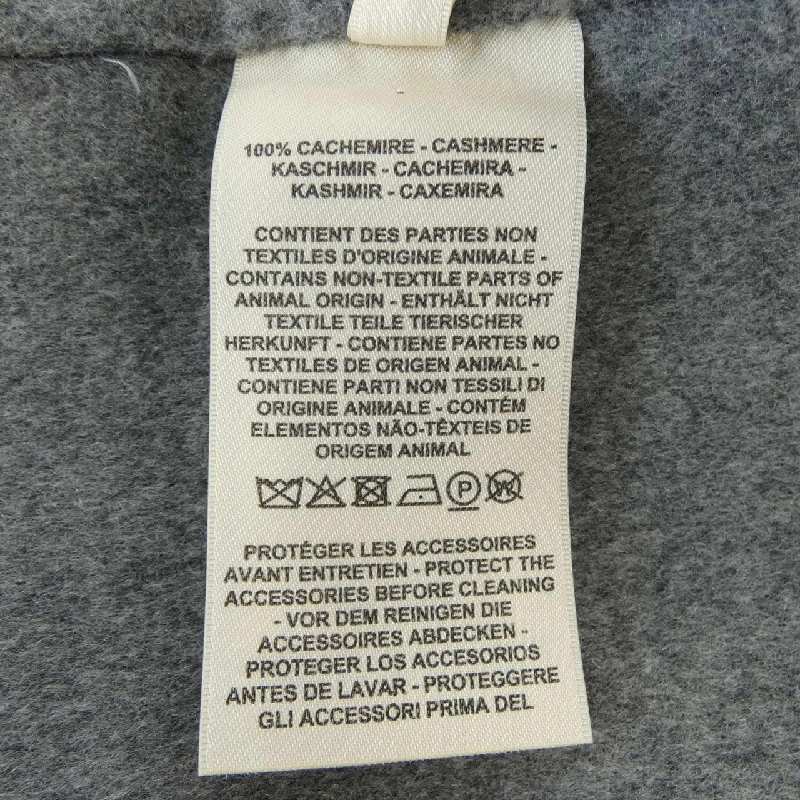 100% CACHEMIRE - CASHMERE -
KASCHMIR - CACHEMIRA -
KASHMIR - CAXEMIRA
CONTIENT DES PARTIES NON
TEXTILES D'ORIGINE ANIMALE -
CONTAINS NON-TEXTILE PARTS OF
ANIMAL ORIGIN - ENTHÄLT NICHT
TEXTILE TEILE TIERISCHER
HERKUNFT - CONTIENE PARTES NO
TEXTILES DE ORIGEN ANIMAL -
CONTIENE PARTI NON TESSILI DI
ORIGINE ANIMALE - CONTÉM
ELEMENTOS NÃO-TÊXTEIS DE
ORIGEM ANIMAL
P W
PROTÉGER LES ACCESSOIRES
AVANT ENTRETIEN - PROTECT THE
ACCESSORIES BEFORE CLEANING
- VOR DEM REINIGEN DIE
ACCESSOIRES ABDECKEN -
PROTEGER LOS ACCESORIOS
ANTES DE LAVAR - PROTEGGERE
GLI ACCESSORI PRIMA DEL